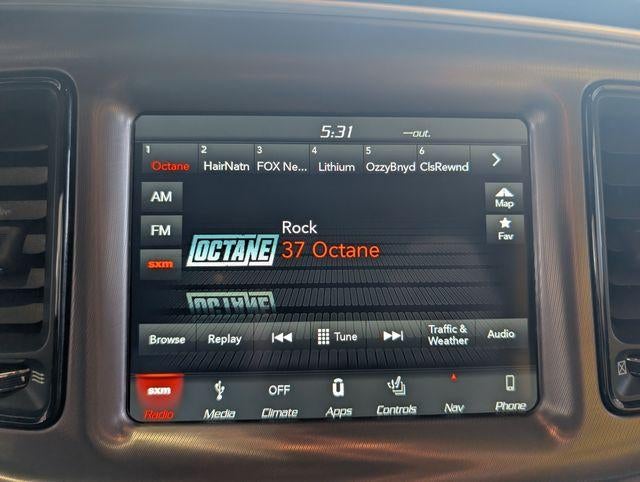 5:31 --out.
1 2 3 4 5 6
Octane HairNatn FOX Ne... Lithium OzzyBnyd ClsRewnd
AM
Map
FM
Fav
sxm
OCTANE
Rock
37 Octane
Browse Replay Tune Traffic & Weather Audio
sxm OFF
Radio Media Climate Apps Controls Nav Phone